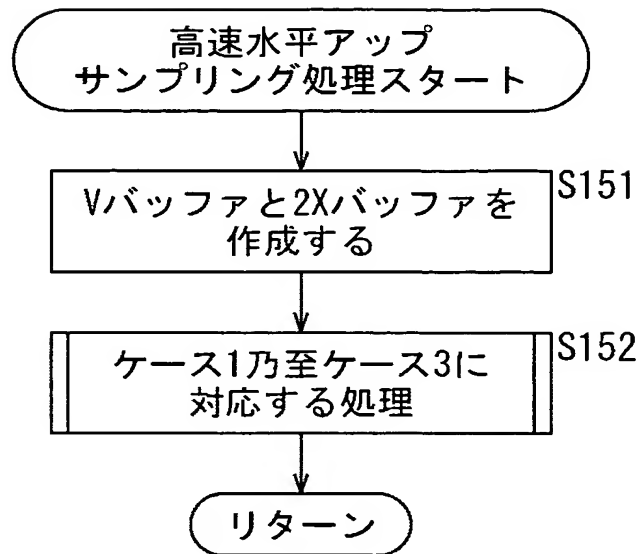 高速水平アップ
サンプリング処理スタート
Vバッファと2Xバッファを
作成する
S151
ケース1乃至ケース3に
対応する処理
S152
リターン